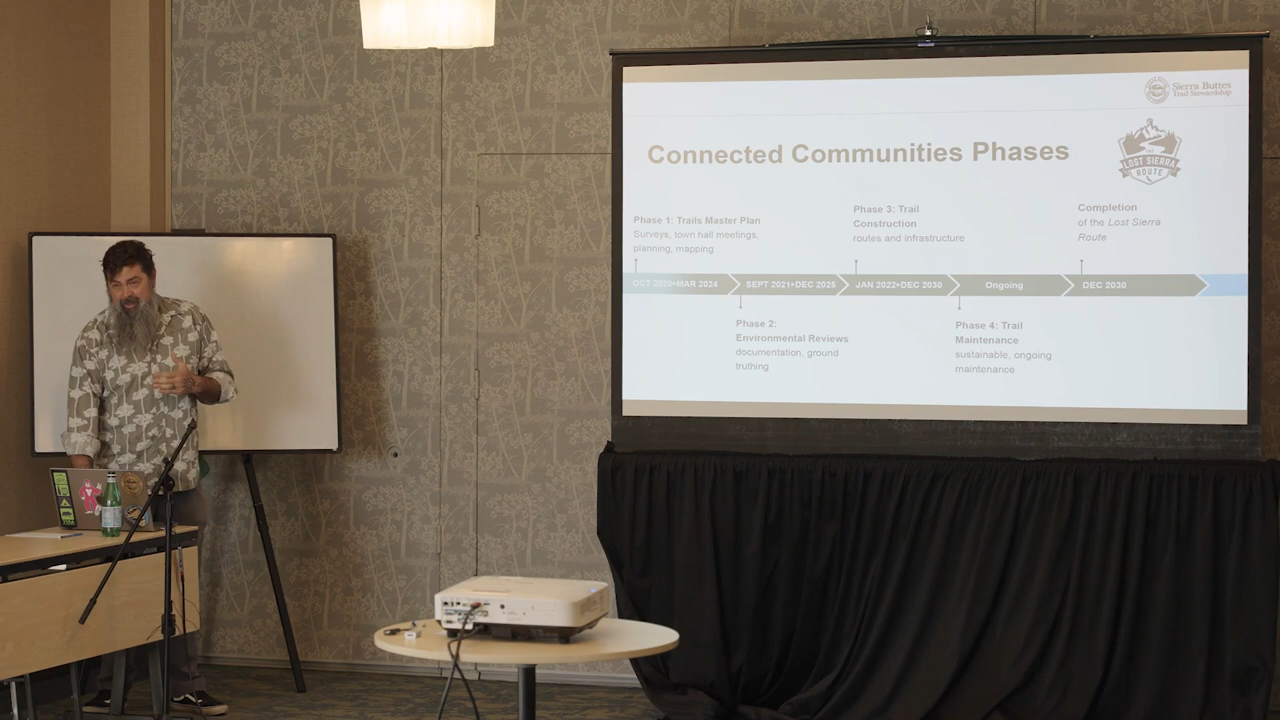 Sierra Buttes
Trail Stewardship
Connected Communities Phases
THE
LOST SIERRA
ROUTE
Phase 1: Trails Master Plan
Surveys, town hall meetings,
planning, mapping
Phase 3: Trail
Construction
routes and infrastructure
Completion
of the Lost Sierra
Route
OCT 2020•MAR 2024
SEPT 2021•DEC 2025
JAN 2022•DEC 2030
Ongoing
DEC 2030
Phase 2:
Environmental Reviews
documentation, ground
truthing
Phase 4: Trail
Maintenance
sustainable, ongoing
maintenance